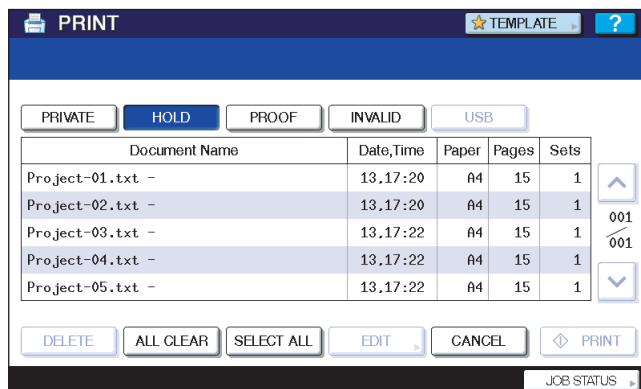 PRINT TEMPLATE ?
PRIVATE HOLD PROOF INVALID USB
Document Name Date,Time Paper Pages Sets
Project-01.txt - 13,17:20 A4 15 1
Project-02.txt - 13,17:20 A4 15 1
Project-03.txt - 13,17:22 A4 15 1
Project-04.txt - 13,17:22 A4 15 1
Project-05.txt - 13,17:22 A4 15 1
001
/001
DELETE ALL CLEAR SELECT ALL EDIT CANCEL PRINT
JOB STATUS